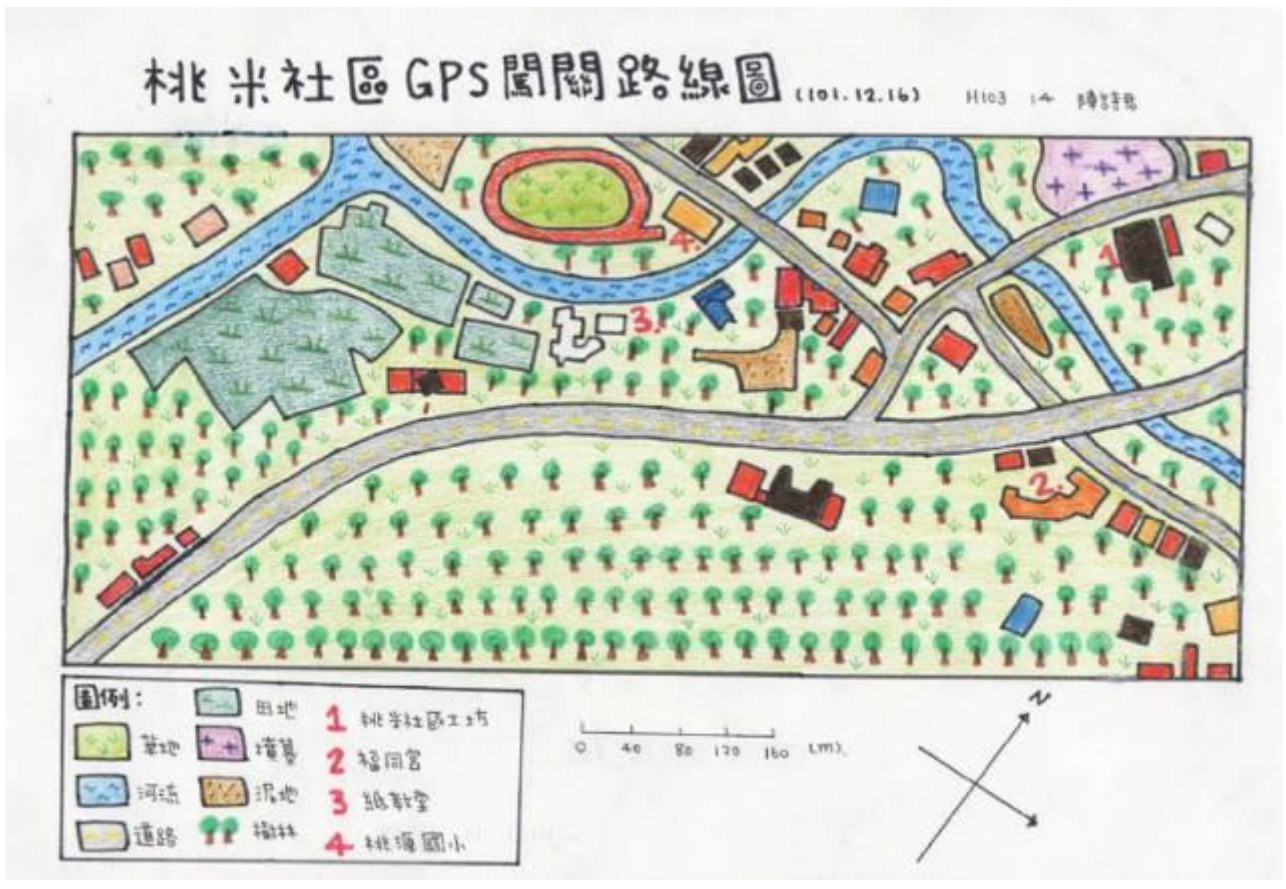 桃米社區GPS闖關路線圖 (101.12.16) H103 14 陳詩君
4.
1
3.
2.
圖例:
草地
河流
道路
田地
墳墓
泥地
樹林
1 桃米社區工坊
2 福同宮
3 紙教堂
4 桃源國小
0 40 80 120 160 (m).
N